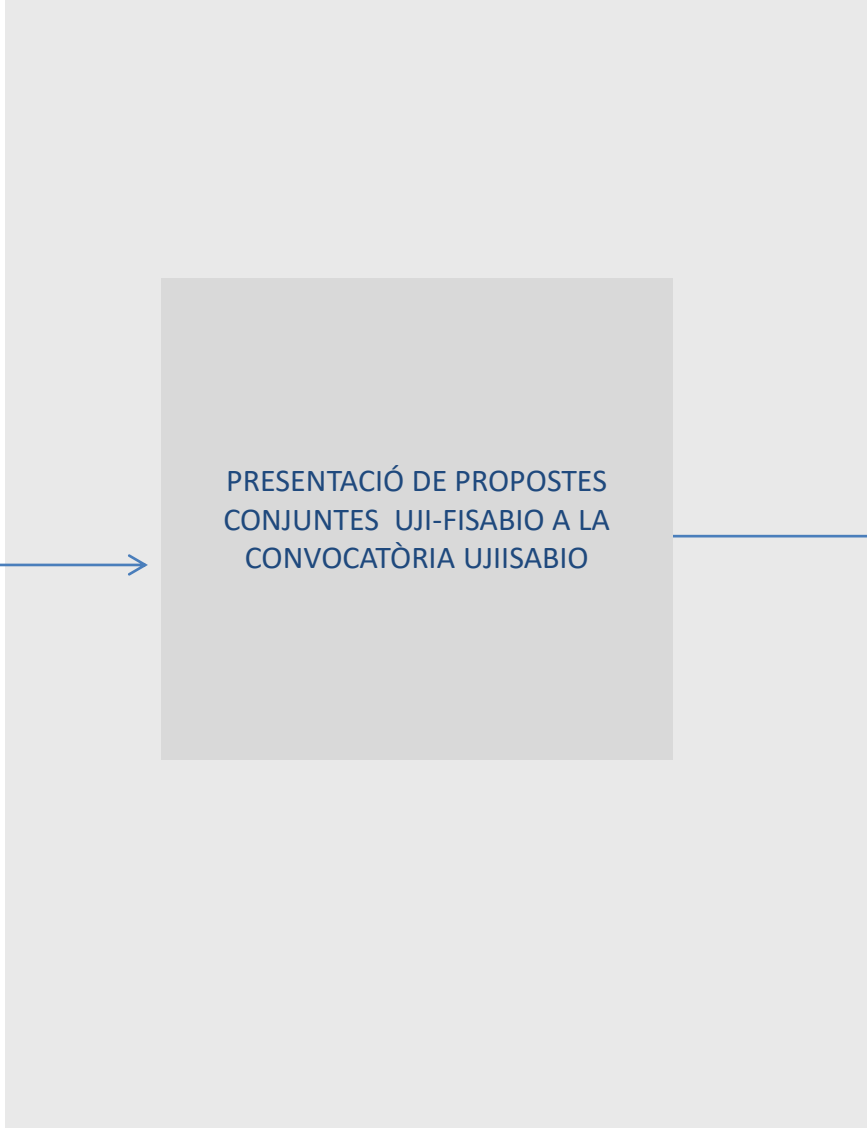 PRESENTACIÓ DE PROPOSTES
CONJUNTES  UJI-FISABIO A LA
CONVOCATÒRIA UJIISABIO